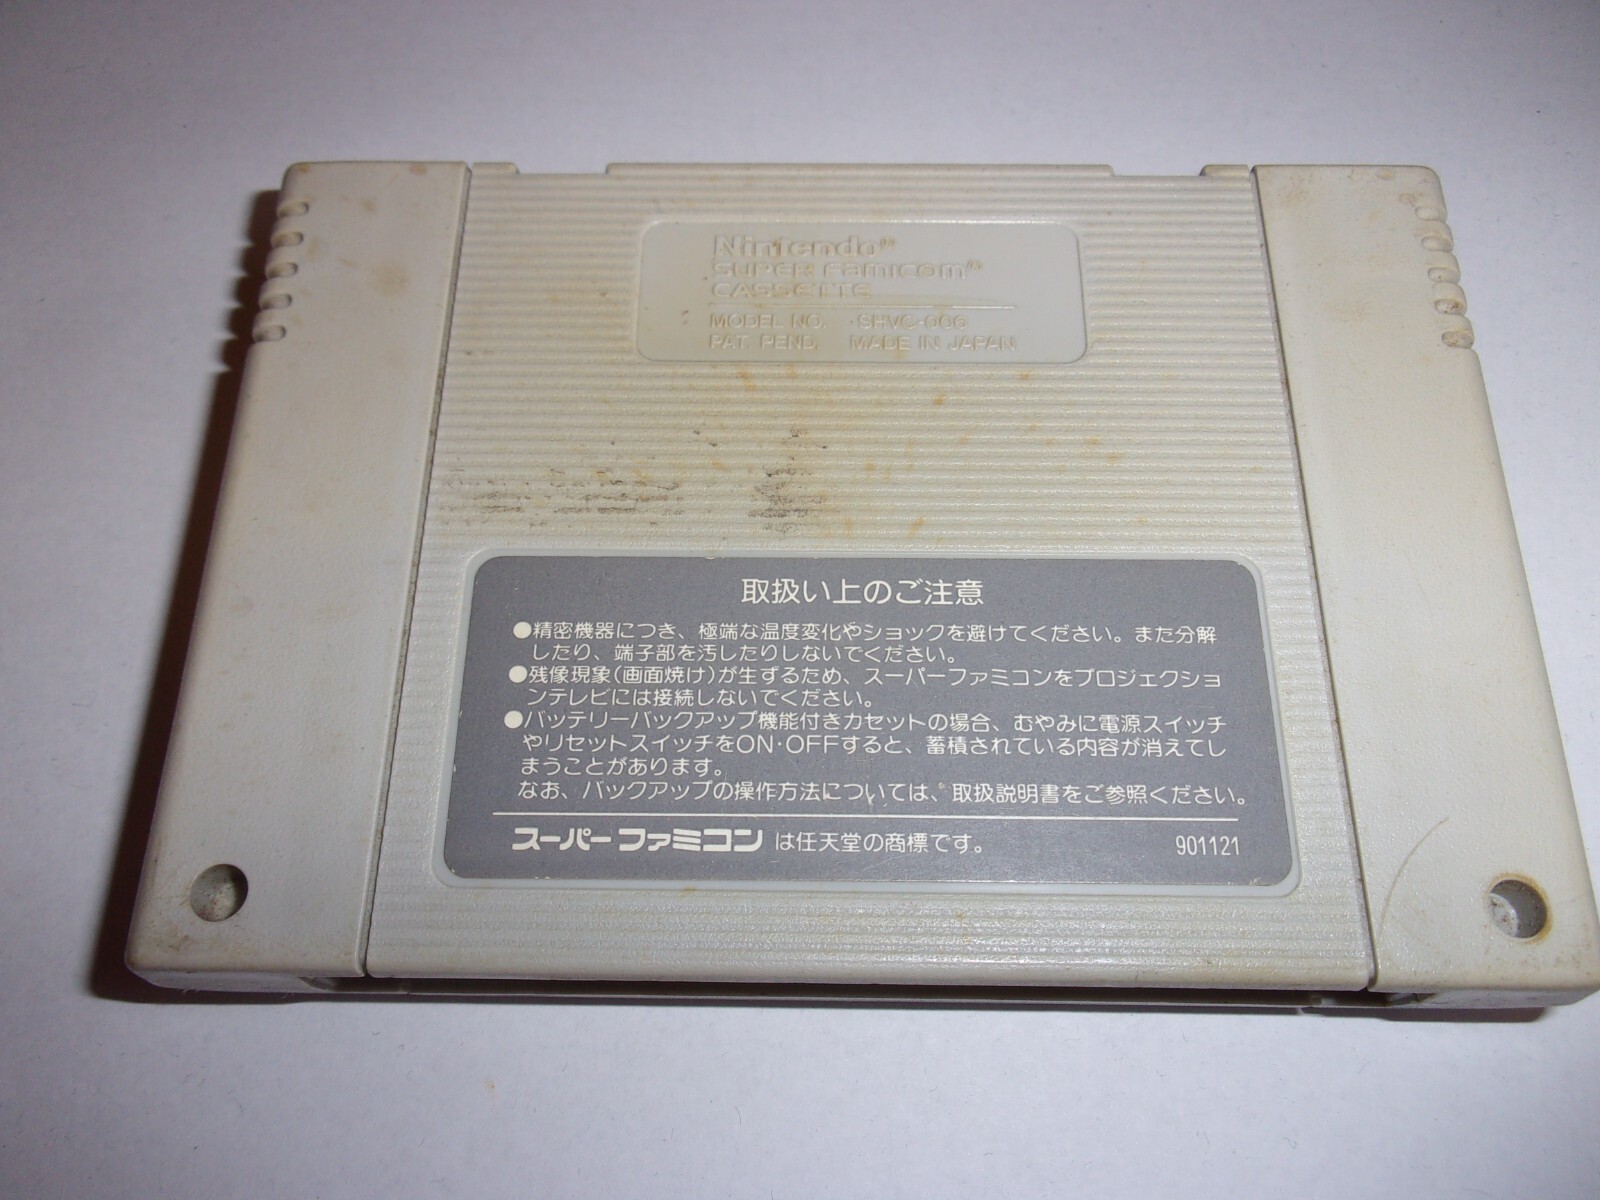 Nintendo®
SUPER FAMICOM™
CASSETTE
MODEL NO. SHVC-006
PAT. PEND. MADE IN JAPAN
取扱い上のご注意
●精密機器につき、極端な温度変化やショックを避けてください。また分解
したり、端子部を汚したりしないでください。
●残像現象(画面焼け)が生ずるため、スーパーファミコンをプロジェクショ
ンテレビには接続しないでください。
●バッテリーバックアップ機能付きカセットの場合、むやみに電源スイッチ
やリセットスイッチをON・OFFすると、蓄積されている内容が消えてし
まうことがあります。
なお、バックアップの操作方法については、取扱説明書をご参照ください。
スーパーファミコン は任天堂の商標です。 901121